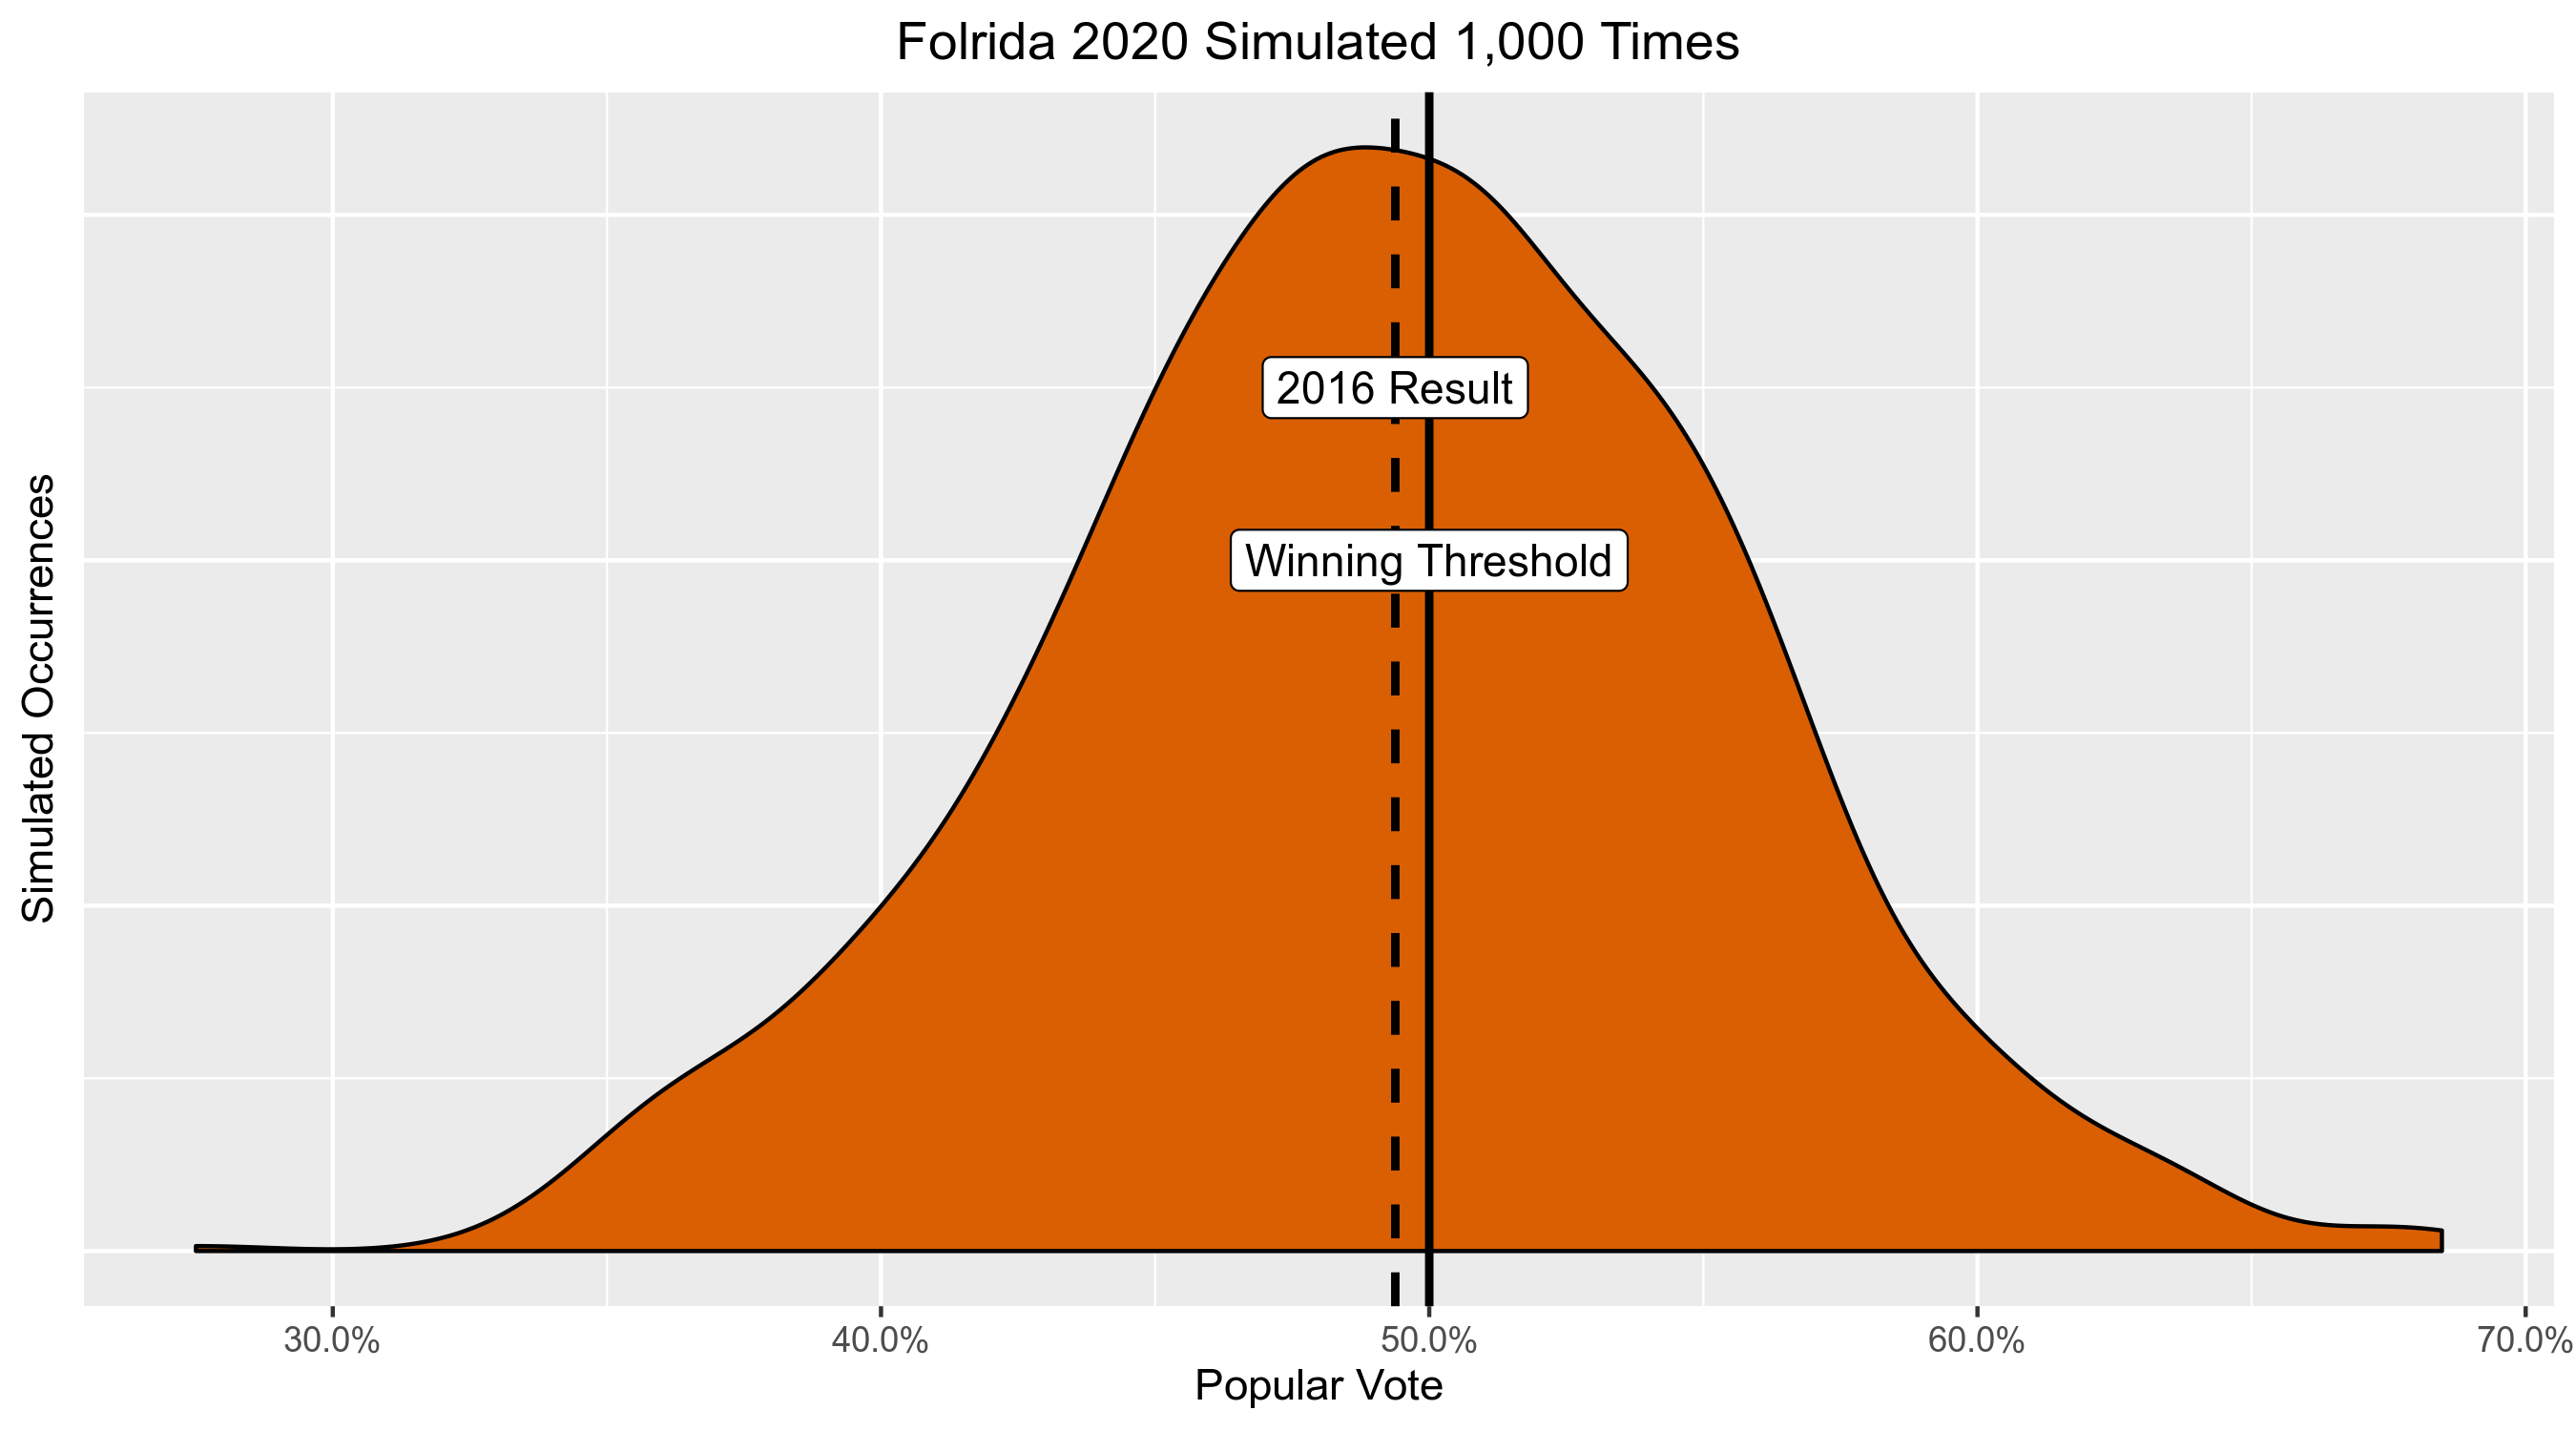 Folrida 2020 Simulated 1,000 Times
Simulated Occurrences
2016 Result
Winning Threshold
30.0%
40.0%
50.0%
60.0%
70.0%
Popular Vote